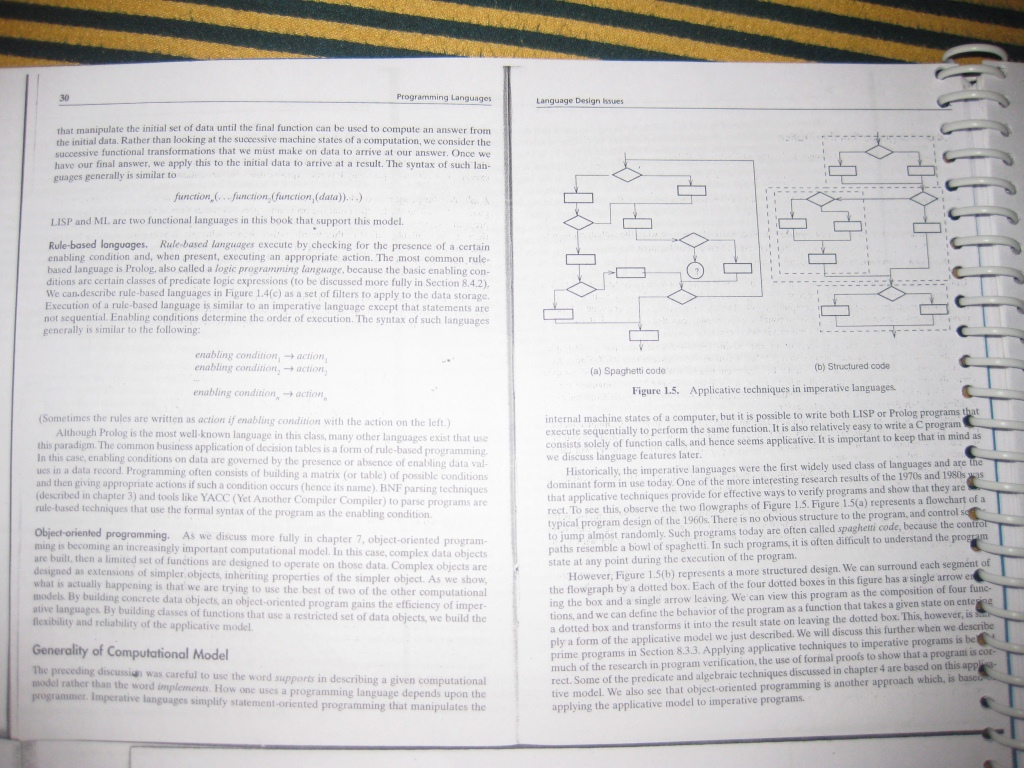 30
Programming Languages
that manipulate the initial set of data until the final function can be used to compute an answer from
the initial data. Rather than looking at the successive machine states of a computation, we consider the
successive functional transformations that we must make on data to arrive at our answer. Once we
have our final answer, we apply this to the initial data to arrive at a result. The syntax of such lan-
guages generally is similar to
functionₙ(...function₂(function₁(data))...)
LISP and ML are two functional languages in this book that support this model.
Rule-based languages. Rule-based languages execute by checking for the presence of a certain
enabling condition and, when present, executing an appropriate action. The most common rule-
based language is Prolog, also called a logic programming language, because the basic enabling con-
ditions are certain classes of predicate logic expressions (to be discussed more fully in Section 8.4.2).
We can describe rule-based languages in Figure 1.4(c) as a set of filters to apply to the data storage.
Execution of a rule-based language is similar to an imperative language except that statements are
not sequential. Enabling conditions determine the order of execution. The syntax of such languages
generally is similar to the following:
enabling condition₁ → action₁
enabling condition₂ → action₂
...
enabling conditionₙ → actionₙ
(Sometimes the rules are written as action if enabling condition with the action on the left.)
Although Prolog is the most well-known language in this class, many other languages exist that use
this paradigm. The common business application of decision tables is a form of rule-based programming.
In this case, enabling conditions on data are governed by the presence or absence of enabling data val-
ues in a data record. Programming often consists of building a matrix (or table) of possible conditions
and then giving appropriate actions if such a condition occurs (hence its name). BNF parsing techniques
(described in chapter 3) and tools like YACC (Yet Another Compiler Compiler) to parse programs are
rule-based techniques that use the formal syntax of the program as the enabling condition.
Object-oriented programming. As we discuss more fully in chapter 7, object-oriented program-
ming is becoming an increasingly important computational model. In this case, complex data objects
are built, then a limited set of functions are designed to operate on those data. Complex objects are
designed as extensions of simpler objects, inheriting properties of the simpler object. As we show,
what is actually happening is that we are trying to use the best of two of the other computational
models. By building concrete data objects, an object-oriented program gains the efficiency of imper-
ative languages. By building classes of functions that use a restricted set of data objects, we build the
flexibility and reliability of the applicative model.
Generality of Computational Model
The preceding discussion was careful to use the word supports in describing a given computational
model rather than the word implements. How one uses a programming language depends upon the
programmer. Imperative languages simplify statement-oriented programming that manipulates the
Language Design Issues
?
(a) Spaghetti code
(b) Structured code
Figure 1.5. Applicative techniques in imperative languages.
internal machine states of a computer, but it is possible to write both LISP or Prolog programs that
execute sequentially to perform the same function. It is also relatively easy to write a C program
consists solely of function calls, and hence seems applicative. It is important to keep that in mind as
we discuss language features later.
Historically, the imperative languages were the first widely used class of languages and are the
dominant form in use today. One of the more interesting research results of the 1970s and 1980s was
that applicative techniques provide for effective ways to verify programs and show that they are
rect. To see this, observe the two flowgraphs of Figure 1.5. Figure 1.5(a) represents a flowchart of a
typical program design of the 1960s. There is no obvious structure to the program, and control
to jump almost randomly. Such programs today are often called spaghetti code, because the control
paths resemble a bowl of spaghetti. In such programs, it is often difficult to understand the program
state at any point during the execution of the program.
However, Figure 1.5(b) represents a more structured design. We can surround each segment of
the flowgraph by a dotted box. Each of the four dotted boxes in this figure has a single arrow
ing the box and a single arrow leaving. We can view this program as the composition of four func-
tions, and we can define the behavior of the program as a function that takes a given state on entering
a dotted box and transforms it into the result state on leaving the dotted box. This, however, is
ply a form of the applicative model we just described. We will discuss this further when we describe
prime programs in Section 8.3.3. Applying applicative techniques to imperative programs is
much of the research in program verification, the use of formal proofs to show that a program is cor-
rect. Some of the predicate and algebraic techniques discussed in chapter 4 are based on this
tive model. We also see that object-oriented programming is another approach which, is based
applying the applicative model to imperative programs.